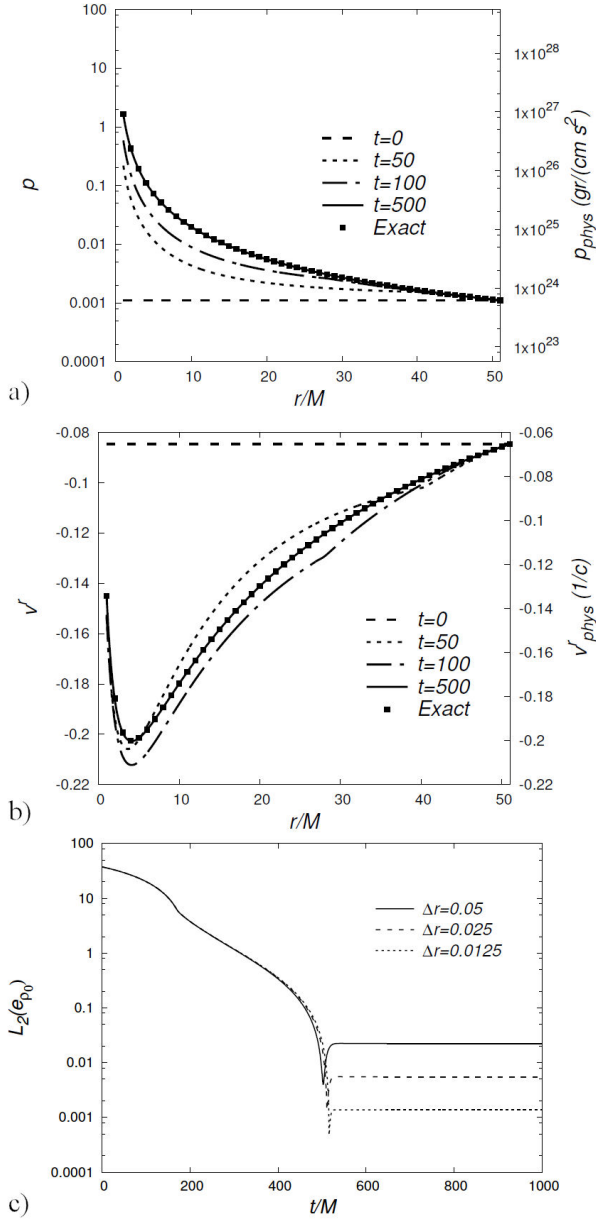 100
10
1
0.1
0.01
0.001
0.0001
p
1x10^28
1x10^27
1x10^26
1x10^25
1x10^24
1x10^23
p_phys (gr/(cm s^2)
t=0
t=50
t=100
t=500
Exact
0 10 20 30 40 50
r/M
a)
-0.08
-0.1
-0.12
-0.14
-0.16
-0.18
-0.2
-0.22
v^r
-0.06
-0.08
-0.1
-0.12
-0.14
-0.16
-0.18
-0.2
-0.22
v^r_phys (1/c)
t=0
t=50
t=100
t=500
Exact
0 10 20 30 40 50
r/M
b)
100
10
1
0.1
0.01
0.001
0.0001
L_2(e_ρ0)
Δr=0.05
Δr=0.025
Δr=0.0125
0 200 400 600 800 1000
t/M
c)